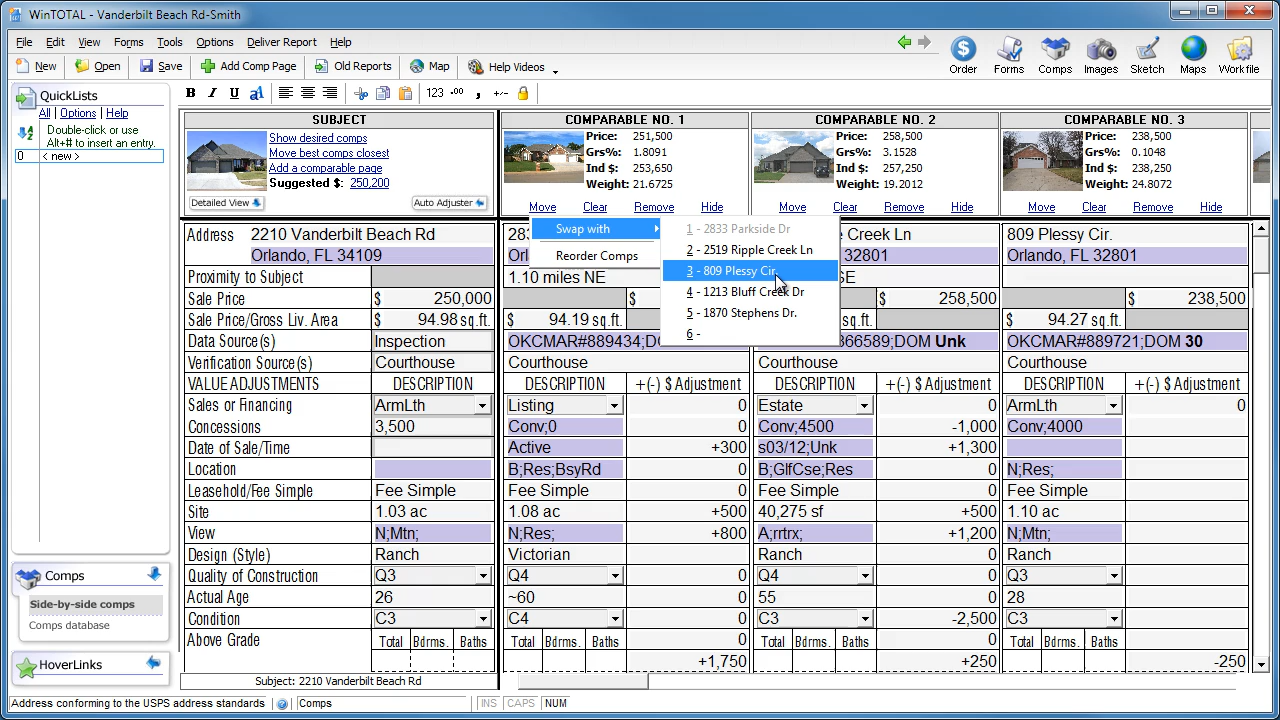 WinTOTAL - Vanderbilt Beach Rd-Smith
File Edit View Forms Tools Options Deliver Report Help
New Open Save Add Comp Page Old Reports Map Help Videos
Order Forms Comps Images Sketch Maps Workfile
QuickLists
All | Options | Help
Double-click or use
Alt+# to insert an entry.
0 < new >
B I U a 123 .00 , +/-
SUBJECT COMPARABLE NO. 1 COMPARABLE NO. 2 COMPARABLE NO. 3
Show desired comps
Move best comps closest
Add a comparable page
Suggested $: 250,200
Detailed View Auto Adjuster
Price: 251,500
Grs%: 1.8091
Ind $: 253,650
Weight: 21.6725
Move Clear Remove Hide
Price: 258,500
Grs%: 3.1528
Ind $: 257,250
Weight: 19.2012
Move Clear Remove Hide
Price: 238,500
Grs%: 0.1048
Ind $: 238,250
Weight: 24.8072
Move Clear Remove Hide
Swap with
Reorder Comps
1 - 2833 Parkside Dr
2 - 2519 Ripple Creek Ln
3 - 809 Plessy Cir.
4 - 1213 Bluff Creek Dr
5 - 1870 Stephens Dr.
6 -
Address 2210 Vanderbilt Beach Rd 283 Creek Ln 809 Plessy Cir.
Orlando, FL 34109 Orl 32801 Orlando, FL 32801
Proximity to Subject 1.10 miles NE SE
Sale Price $ 250,000 $ $ 258,500 $ 238,500
Sale Price/Gross Liv. Area $ 94.98 sq.ft. $ 94.19 sq.ft. sq.ft. $ 94.27 sq.ft.
Data Source(s) Inspection OKCMAR#889434;DO 366589;DOM Unk OKCMAR#889721;DOM 30
Verification Source(s) Courthouse Courthouse Courthouse Courthouse
VALUE ADJUSTMENTS DESCRIPTION DESCRIPTION +(-) $ Adjustment DESCRIPTION +(-) $ Adjustment DESCRIPTION +(-) $ Adjustment
Sales or Financing ArmLth Listing 0 Estate 0 ArmLth 0
Concessions 3,500 Conv;0 0 Conv;4500 -1,000 Conv;4000
Date of Sale/Time Active +300 s03/12;Unk +1,300
Location B;Res;BsyRd 0 B;GlfCse;Res 0 N;Res;
Leasehold/Fee Simple Fee Simple Fee Simple 0 Fee Simple 0 Fee Simple
Site 1.03 ac 1.08 ac +500 40,275 sf +500 1.10 ac
View N;Mtn; N;Res; +800 A;rrtrx; +1,200 N;Mtn;
Design (Style) Ranch Victorian 0 Ranch 0 Ranch
Quality of Construction Q3 Q4 0 Q4 0 Q3
Actual Age 26 ~60 0 55 0 28
Condition C3 C4 0 C3 -2,500 C3
Above Grade Total Bdrms. Baths Total Bdrms. Baths 0 Total Bdrms. Baths 0 Total Bdrms. Baths
+1,750 +250 -250
Comps
Side-by-side comps
Comps database
HoverLinks
Subject: 2210 Vanderbilt Beach Rd
Address conforming to the USPS address standards Comps INS CAPS NUM